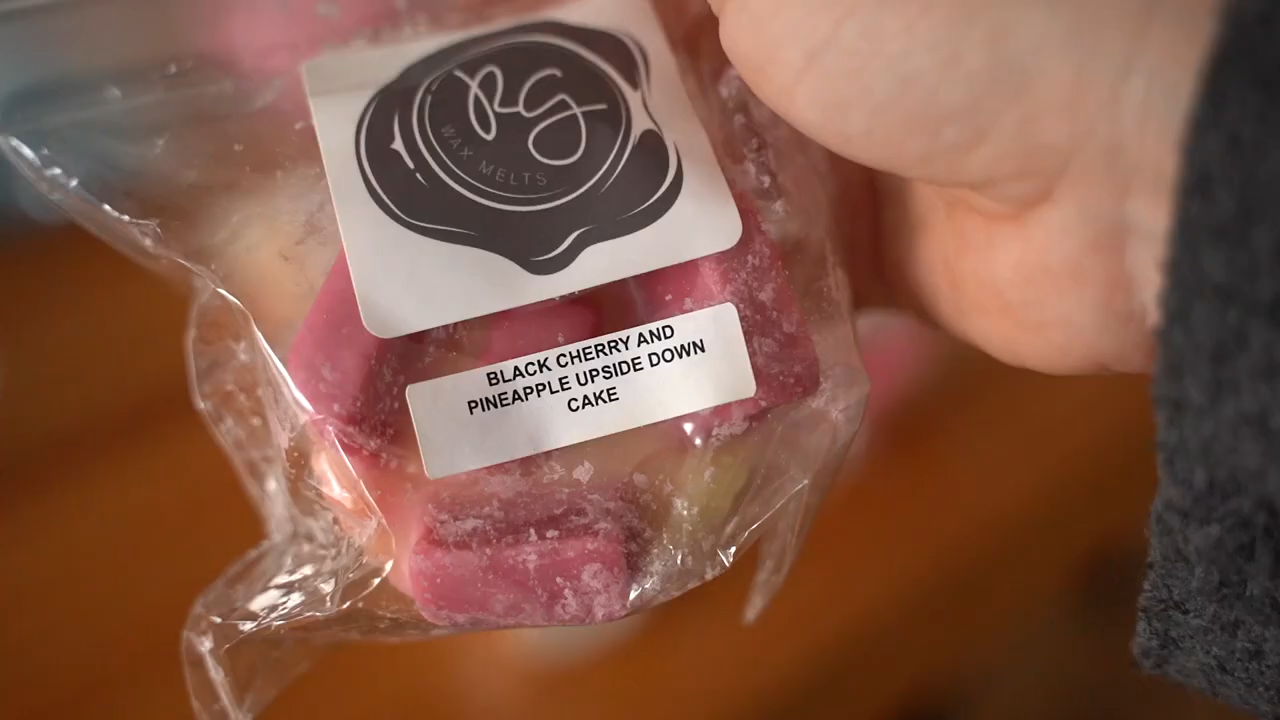 RG
WAX MELTS
BLACK CHERRY AND
PINEAPPLE UPSIDE DOWN
CAKE